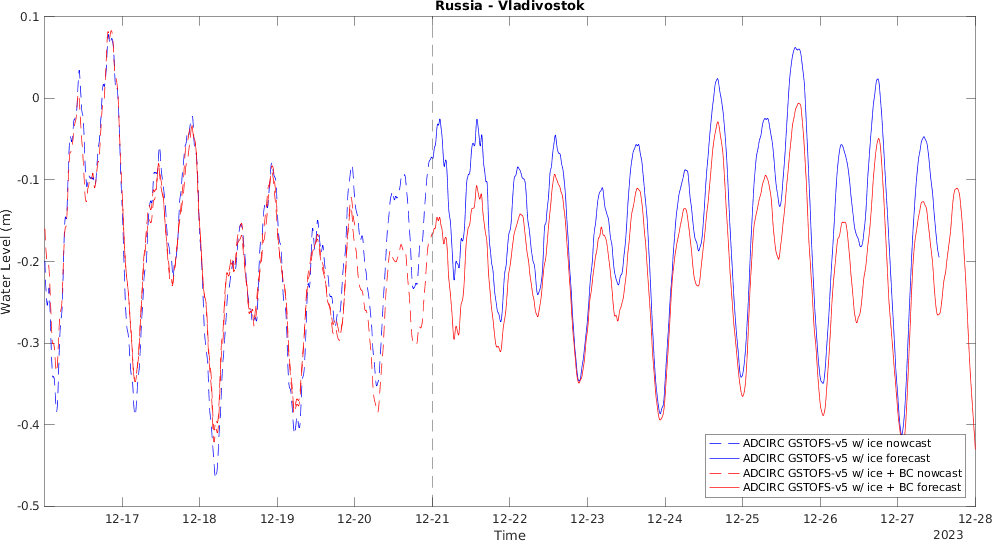 Russia - Vladivostok
0.1
0
-0.1
-0.2
-0.3
-0.4
-0.5
Water Level (m)
ADCIRC GSTOFS-v5 w/ ice nowcast
ADCIRC GSTOFS-v5 w/ ice forecast
ADCIRC GSTOFS-v5 w/ ice + BC nowcast
ADCIRC GSTOFS-v5 w/ ice + BC forecast
12-17 12-18 12-19 12-20 12-21 12-22 12-23 12-24 12-25 12-26 12-27 12-28
Time
2023